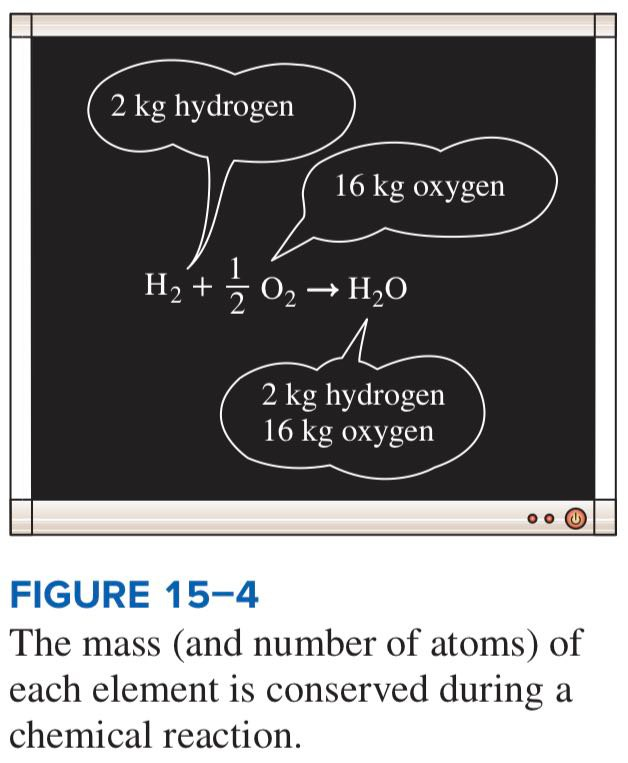 2 kg hydrogen
16 kg oxygen
H₂ + 1/2 O₂ → H₂O
2 kg hydrogen
16 kg oxygen
FIGURE 15–4
The mass (and number of atoms) of
each element is conserved during a
chemical reaction.